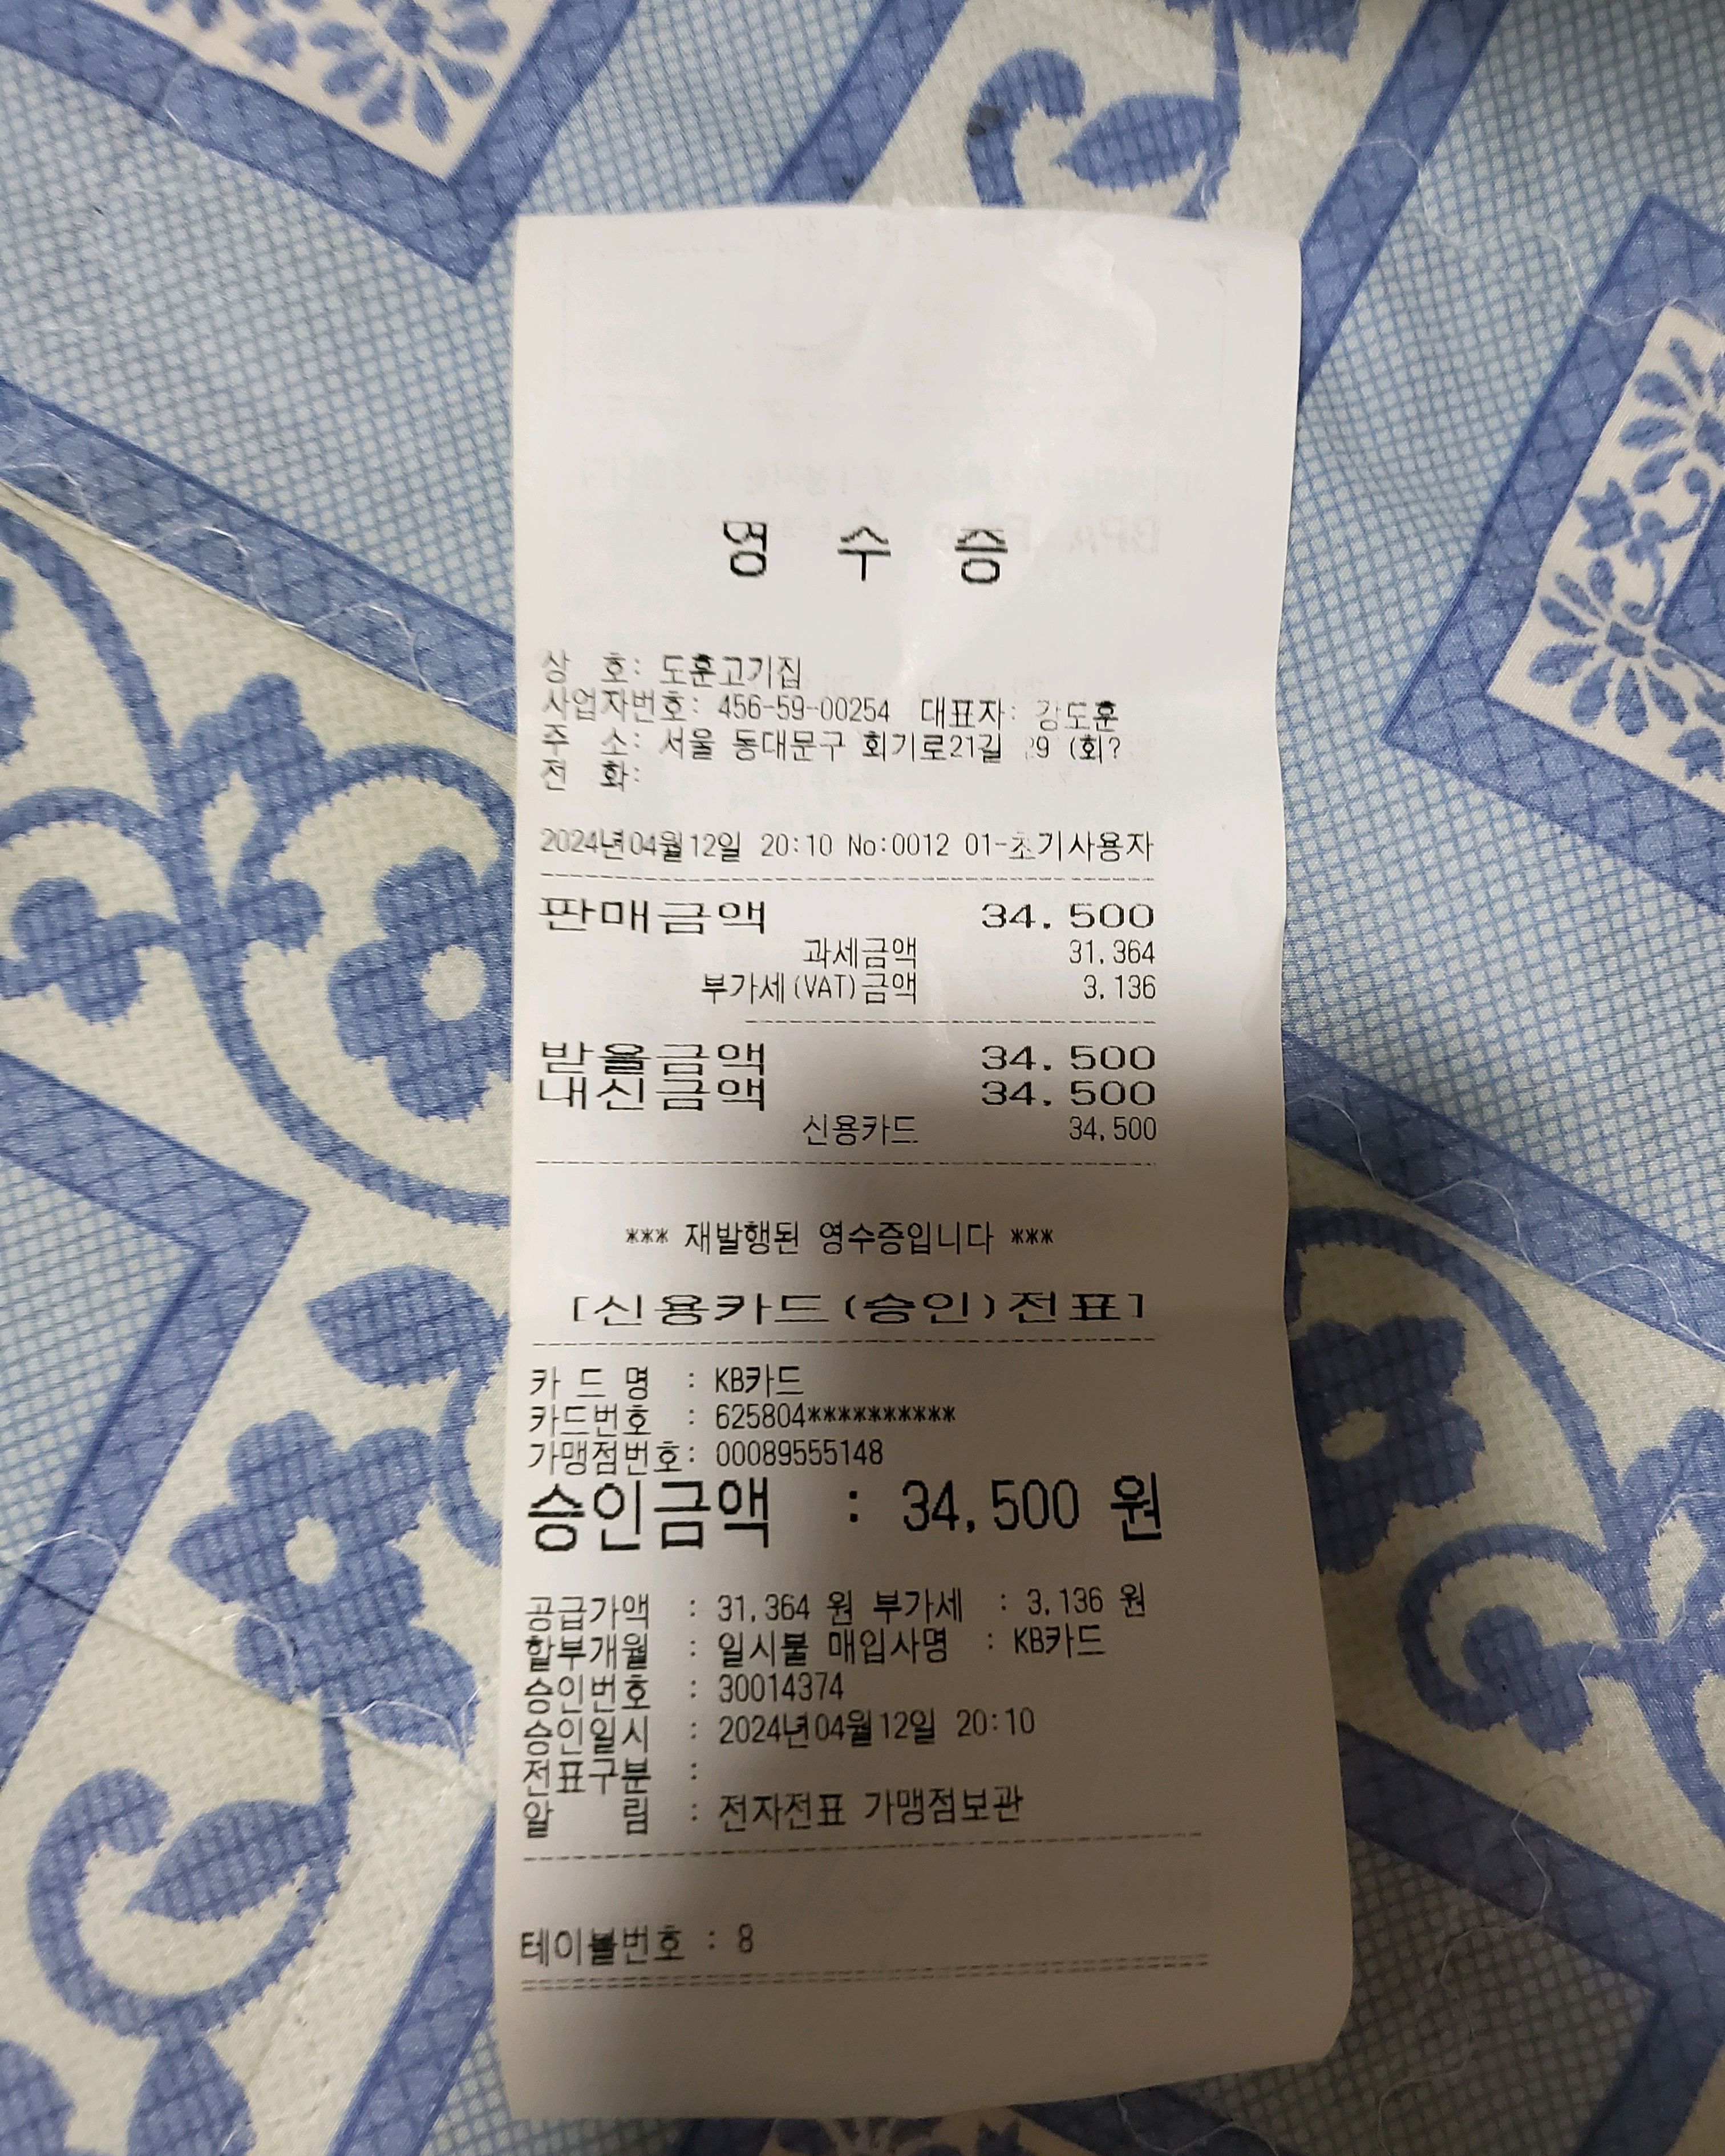 영 수 증
상 호: 도훈고기집
사업자번호: 456-59-00254 대표자: 강도훈
주 소: 서울 동대문구 회기로21길 (회?
전 화:
2024년04월12일 20:10 No:0012 01-초기사용자
판매금액 34,500
과세금액 31,364
부가세(VAT)금액 3,136
받을금액 34,500
내신금액 34,500
신용카드 34,500
*** 재발행된 영수증입니다 ***
[신용카드(승인)전표]
카 드 명 : KB카드
카드번호 : 625804**********
가맹점번호: 00089555148
승인금액 : 34,500 원
공급가액 : 31,364 원 부가세 : 3,136 원
할부개월 : 일시불 매입사명 : KB카드
승인번호 : 30014374
승인일시 : 2024년04월12일 20:10
전표구분 :
알 림 : 전자전표 가맹점보관
테이블번호 : 8